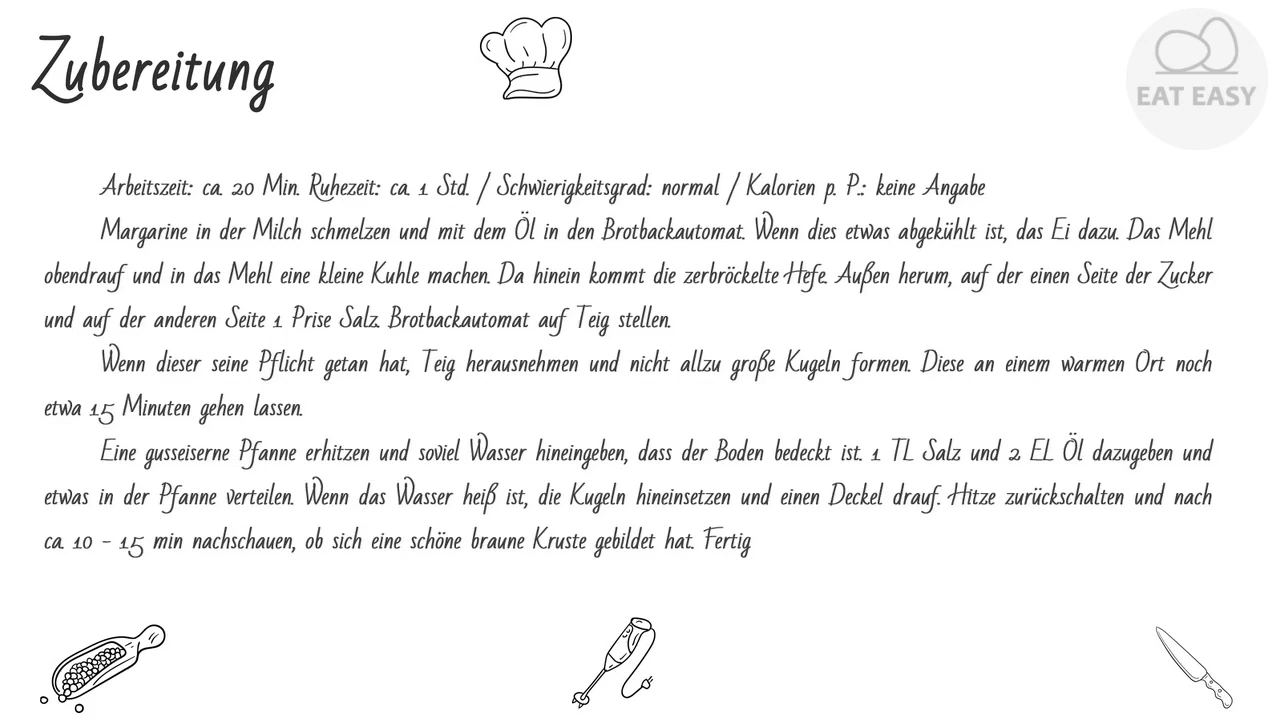 Zubereitung
EAT EASY
Arbeitszeit: ca. 20 Min. Ruhezeit: ca. 1 Std. / Schwierigkeitsgrad: normal / Kalorien p. P.: keine Angabe
Margarine in der Milch schmelzen und mit dem Öl in den Brotbackautomat. Wenn dies etwas abgekühlt ist, das Ei dazu. Das Mehl
obendrauf und in das Mehl eine kleine Kuhle machen. Da hinein kommt die zerbröckelte Hefe. Außen herum, auf der einen Seite der Zucker
und auf der anderen Seite 1 Prise Salz. Brotbackautomat auf Teig stellen.
Wenn dieser seine Pflicht getan hat, Teig herausnehmen und nicht allzu große Kugeln formen. Diese an einem warmen Ort noch
etwa 15 Minuten gehen lassen.
Eine gusseiserne Pfanne erhitzen und soviel Wasser hineingeben, dass der Boden bedeckt ist. 1 TL Salz und 2 EL Öl dazugeben und
etwas in der Pfanne verteilen. Wenn das Wasser heiß ist, die Kugeln hineinsetzen und einen Deckel drauf. Hitze zurückschalten und nach
ca. 10 - 15 min nachschauen, ob sich eine schöne braune Kruste gebildet hat. Fertig